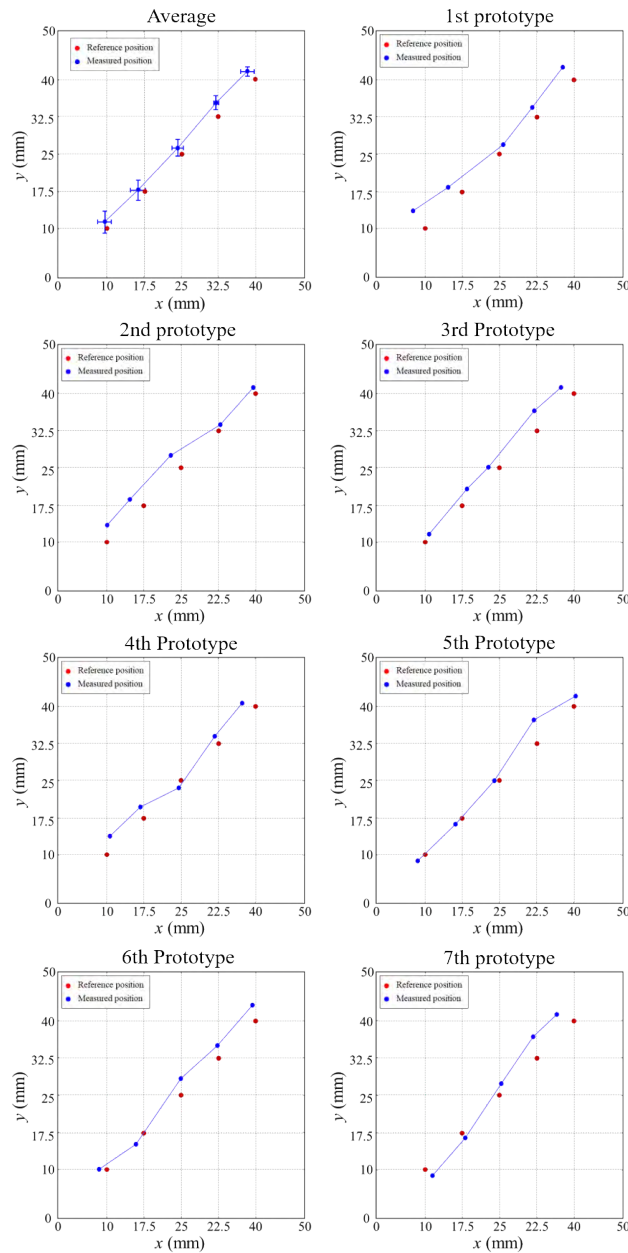 Average
Reference position
Measured position
50
40
32.5
25
17.5
10
0
y (mm)
0 10 17.5 25 32.5 40 50
x (mm)
1st prototype
Reference position
Measured position
50
40
32.5
25
17.5
10
0
y (mm)
0 10 17.5 25 22.5 40 50
x (mm)
2nd prototype
Reference position
Measured position
50
40
32.5
25
17.5
10
0
y (mm)
0 10 17.5 25 22.5 40 50
x (mm)
3rd Prototype
Reference position
Measured position
50
40
32.5
25
17.5
10
0
y (mm)
0 10 17.5 25 22.5 40 50
x (mm)
4th Prototype
Reference position
Measured position
50
40
32.5
25
17.5
10
0
y (mm)
0 10 17.5 25 22.5 40 50
x (mm)
5th Prototype
Reference position
Measured position
50
40
32.5
25
17.5
10
0
y (mm)
0 10 17.5 25 22.5 40 50
x (mm)
6th Prototype
Reference position
Measured position
50
40
32.5
25
17.5
10
0
y (mm)
0 10 17.5 25 22.5 40 50
x (mm)
7th prototype
Reference position
Measured position
50
40
32.5
25
17.5
10
0
y (mm)
0 10 17.5 25 22.5 40 50
x (mm)